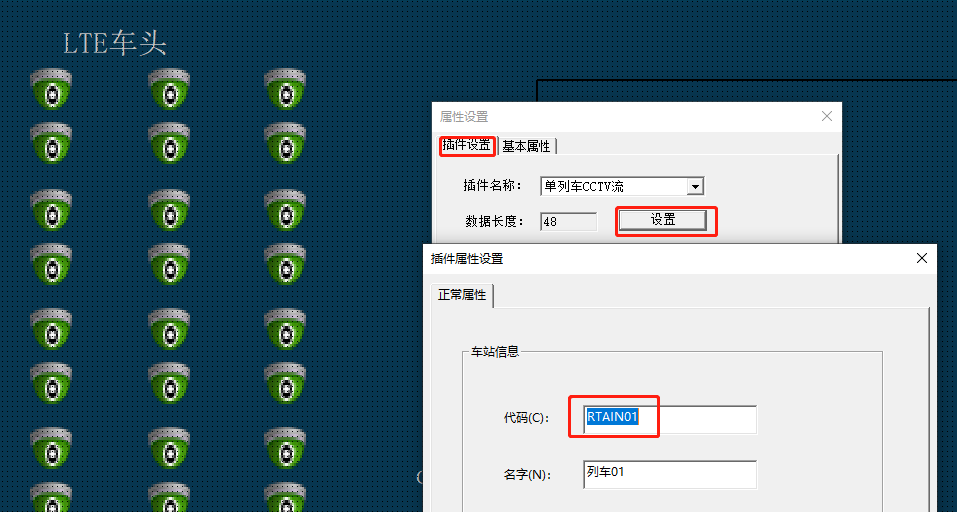 LTE车头
属性设置
插件设置 基本属性
插件名称： 单列车CCTV流
数据长度： 48 设置
插件属性设置
正常属性
车站信息
代码(C)： RTAIN01
名字(N)： 列车01